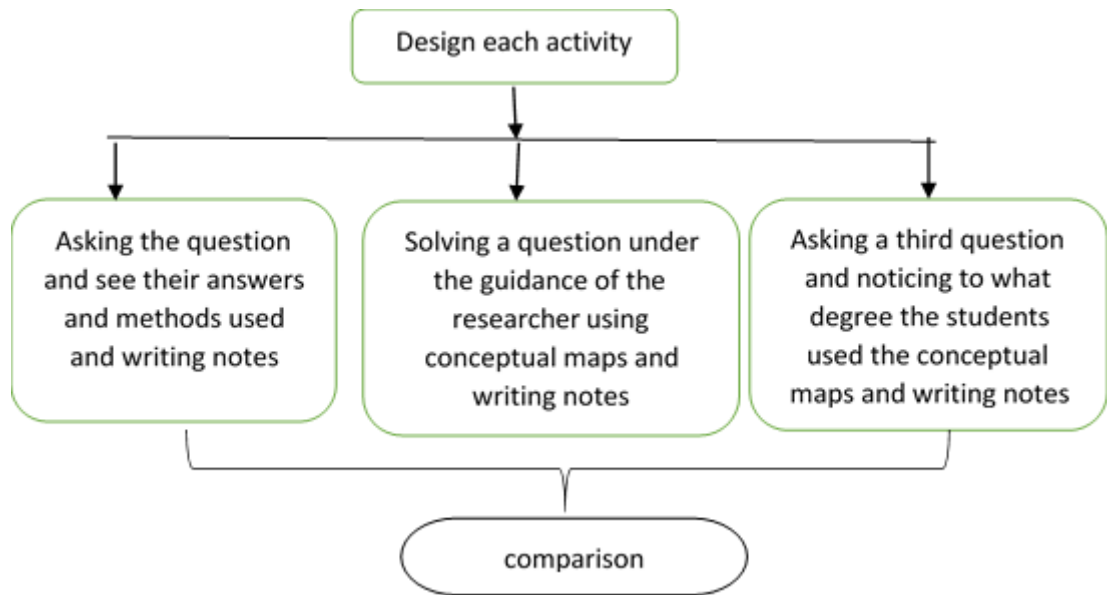 Design each activity
Asking the question
and see their answers
and methods used
and writing notes
Solving a question under
the guidance of the
researcher using
conceptual maps and
writing notes
Asking a third question
and noticing to what
degree the students
used the conceptual
maps and writing notes
comparison